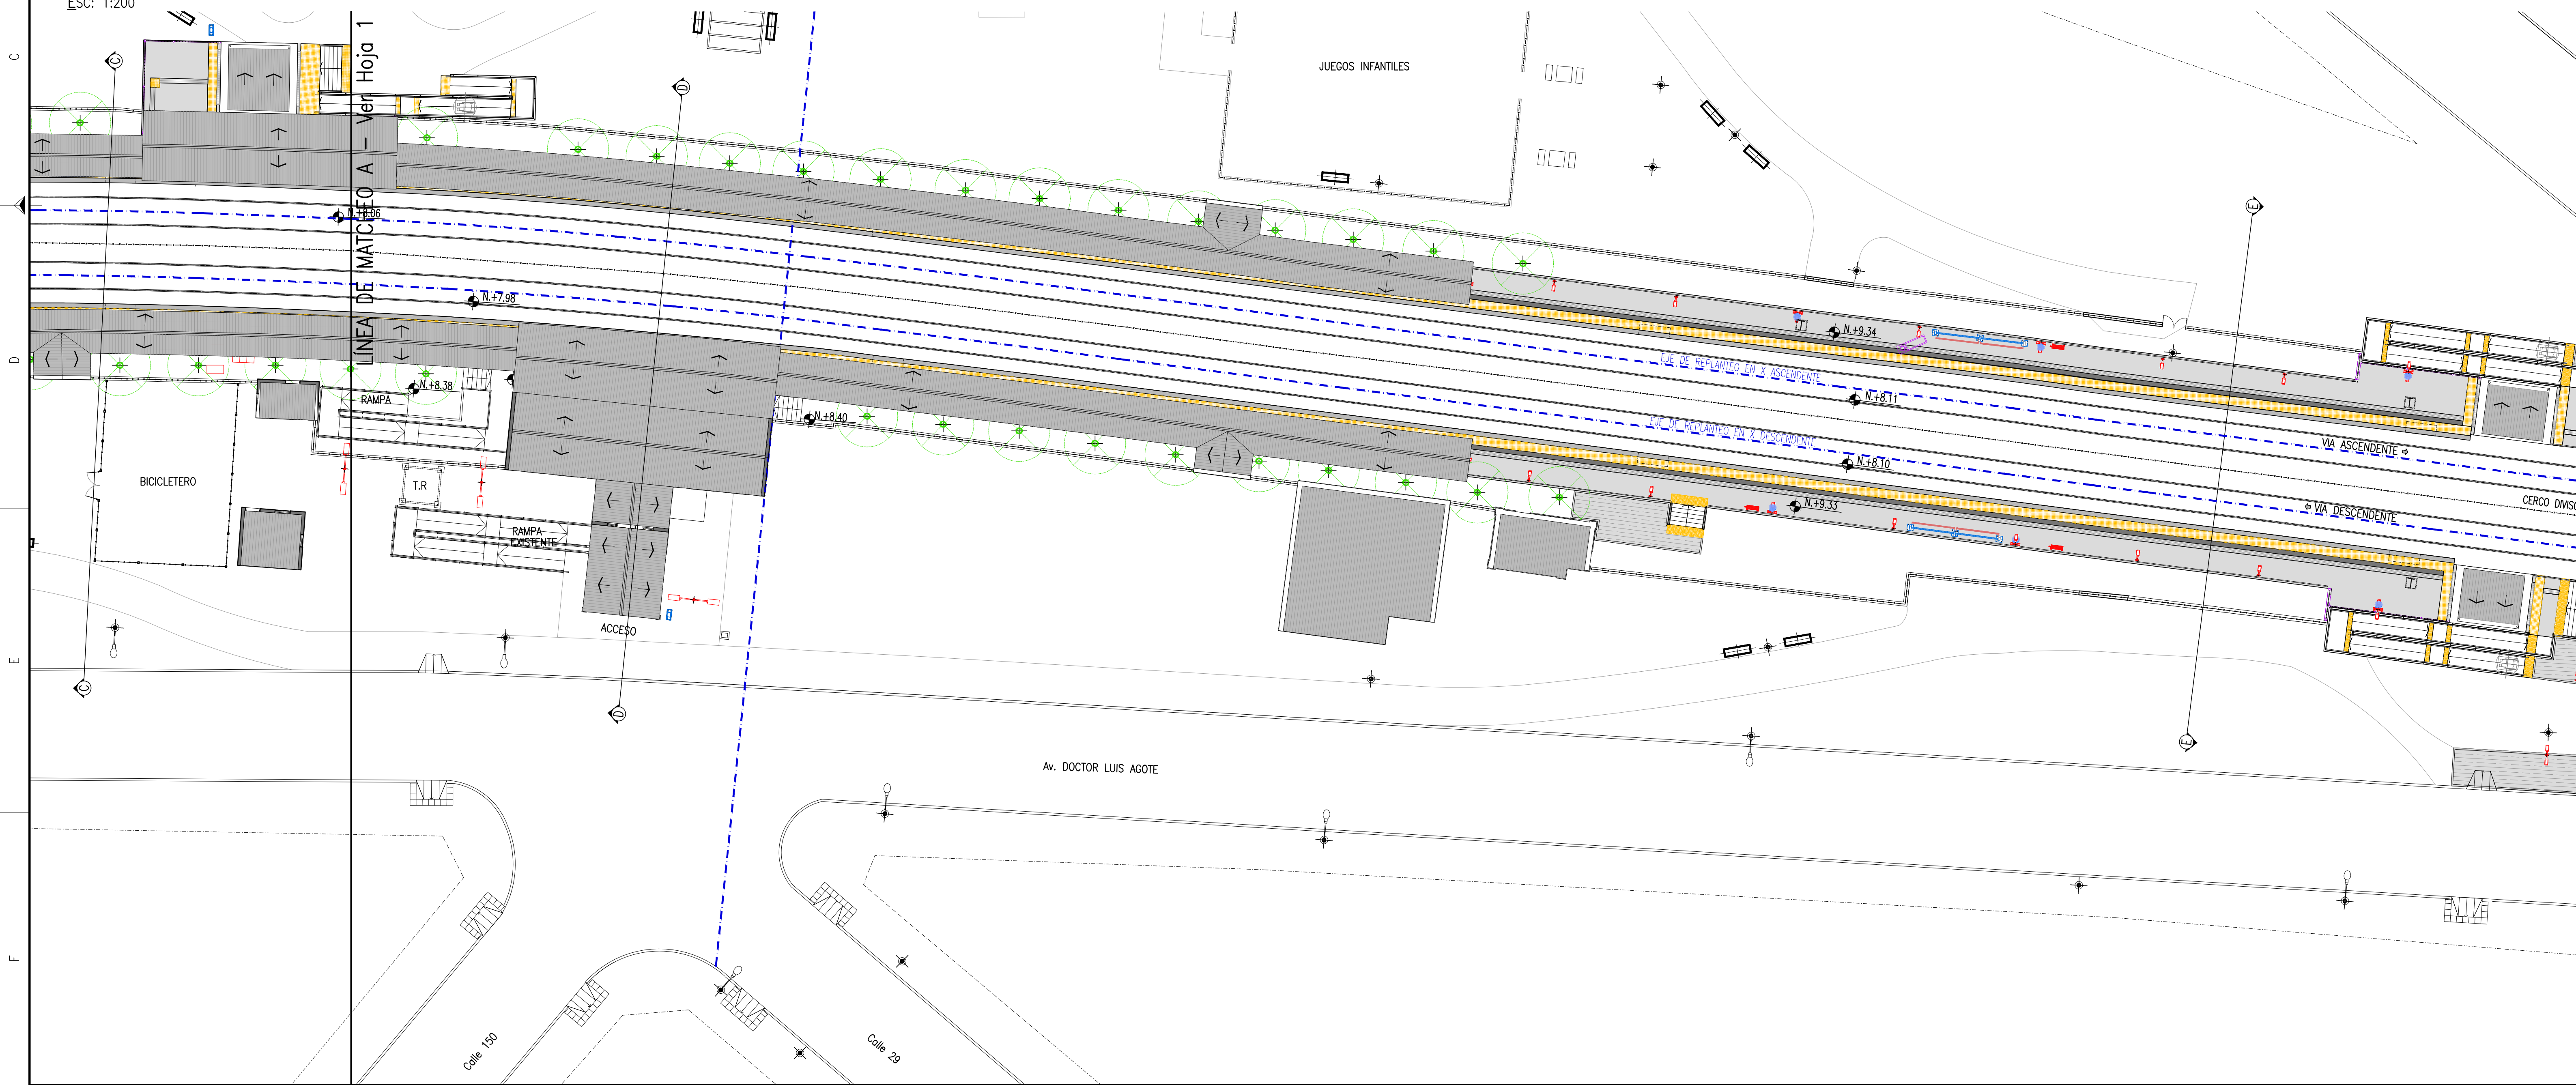 ESC: 1:200
C
D
E
F
C
C
D
D
E
E
LÍNEA DE MATCHEO A - Ver Hoja 1
JUEGOS INFANTILES
N.+8.06
N.+7.98
N.+8.38
N.+8.40
N.+9.34
N.+8.11
N.+8.10
N.+9.33
EJE DE REPLANTEO EN X ASCENDENTE
EJE DE REPLANTEO EN X DESCENDENTE
VIA ASCENDENTE ⇨
⇦ VIA DESCENDENTE
RAMPA
BICICLETERO
T.R
RAMPA
EXISTENTE
ACCESO
Av. DOCTOR LUIS AGOTE
Calle 150
Calle 29
T
T
T
CERCO